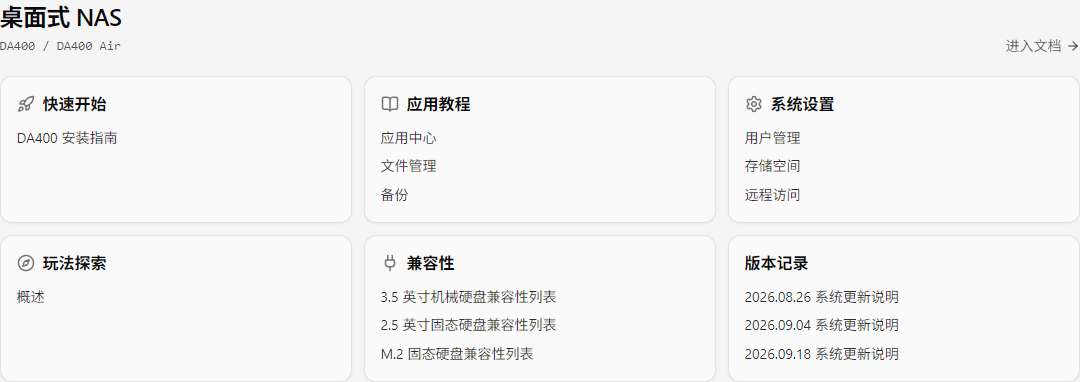 桌面式 NAS
DA400 / DA400 Air
进入文档 →
快速开始
DA400 安装指南
应用教程
应用中心
文件管理
备份
系统设置
用户管理
存储空间
远程访问
玩法探索
概述
兼容性
3.5 英寸机械硬盘兼容性列表
2.5 英寸固态硬盘兼容性列表
M.2 固态硬盘兼容性列表
版本记录
2026.08.26 系统更新说明
2026.09.04 系统更新说明
2026.09.18 系统更新说明